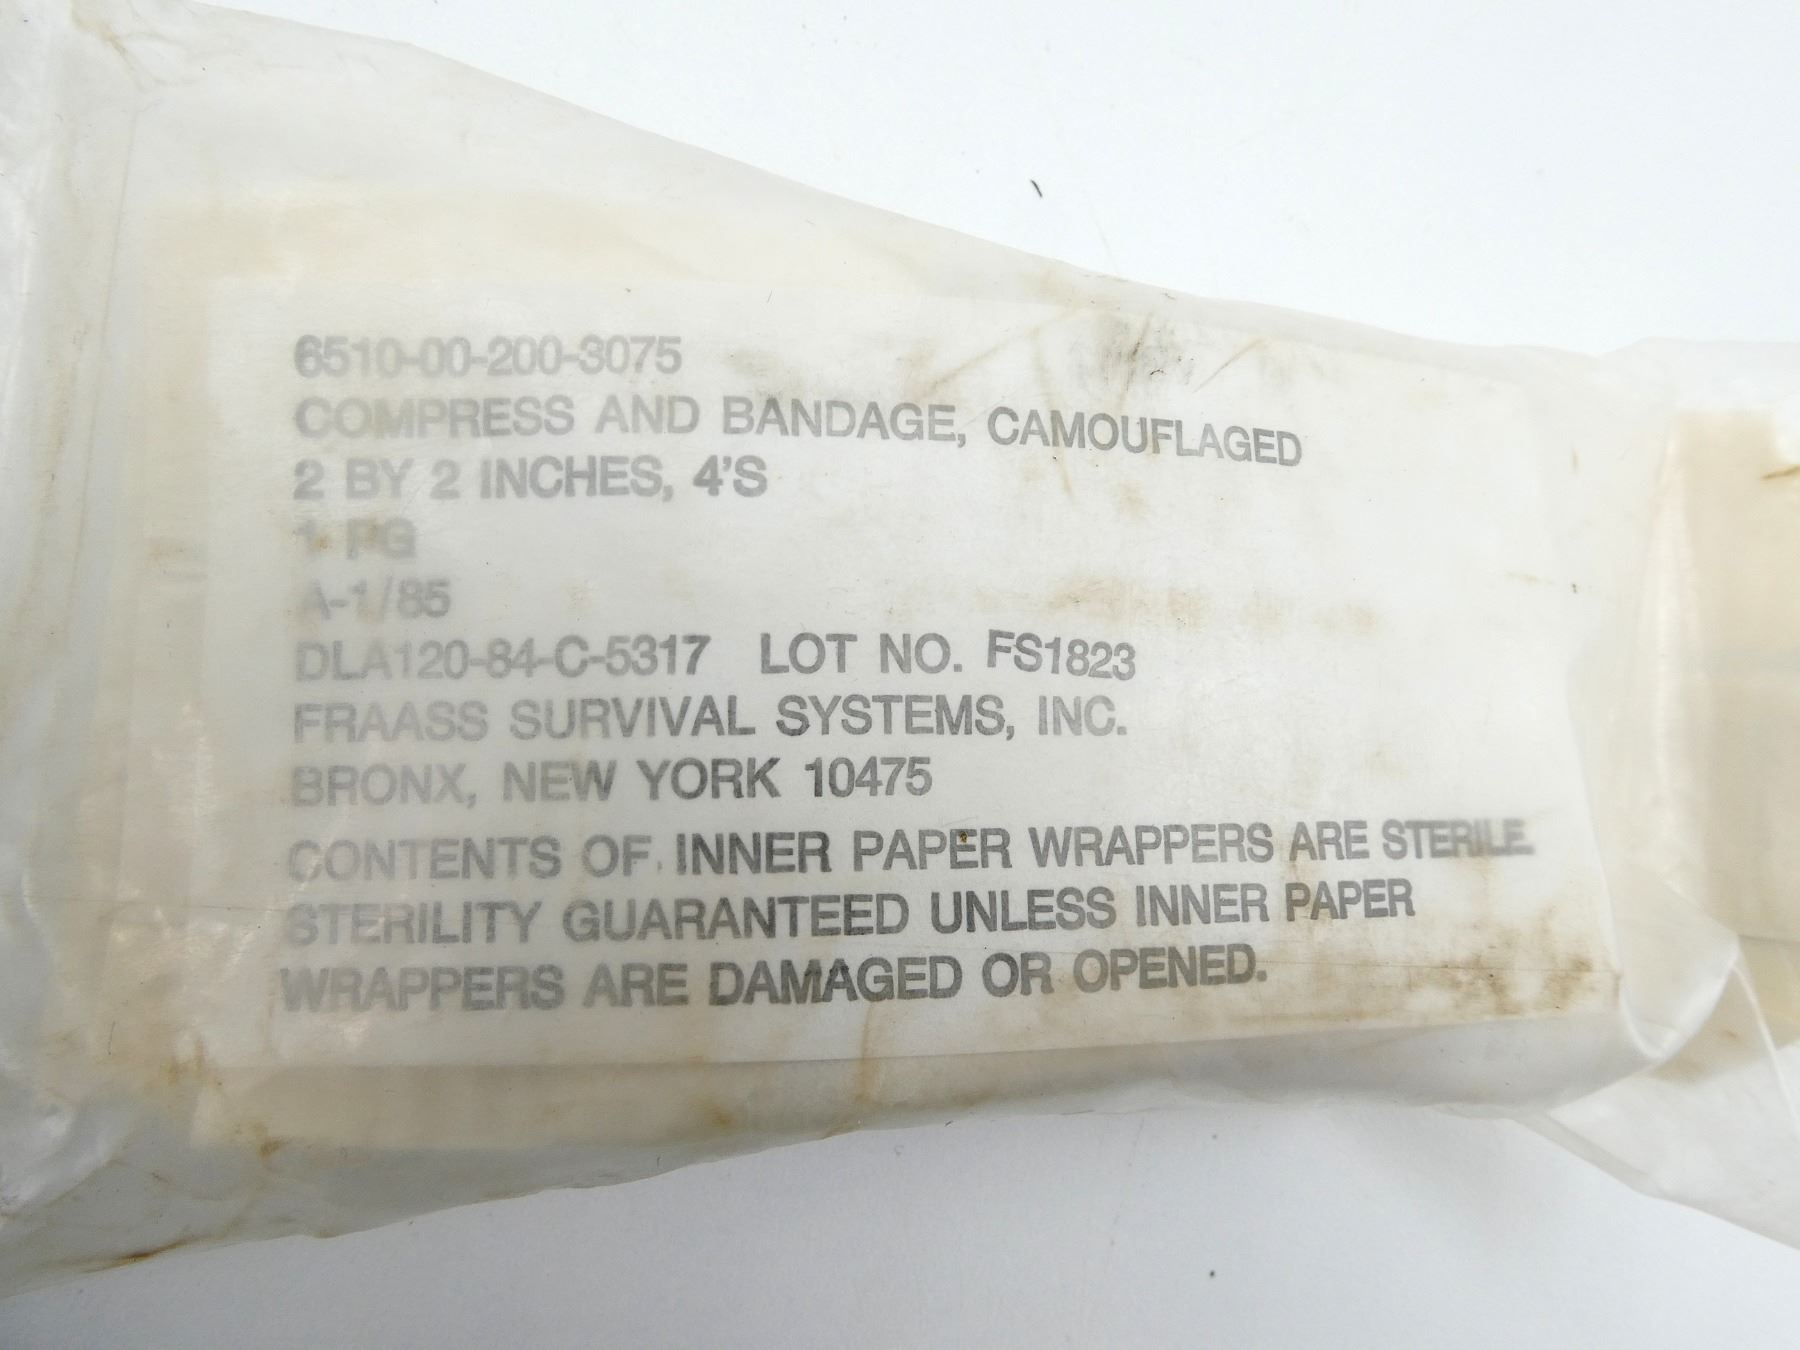 6510-00-200-3075
COMPRESS AND BANDAGE, CAMOUFLAGED
2 BY 2 INCHES, 4'S
1 PG
A-1/85
DLA120-84-C-5317 LOT NO. FS1823
FRAASS SURVIVAL SYSTEMS, INC.
BRONX, NEW YORK 10475
CONTENTS OF INNER PAPER WRAPPERS ARE STERILE.
STERILITY GUARANTEED UNLESS INNER PAPER
WRAPPERS ARE DAMAGED OR OPENED.